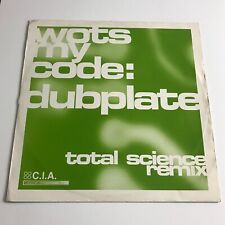 wots
my
code:
dubplate
total science
remix
C.I.A.